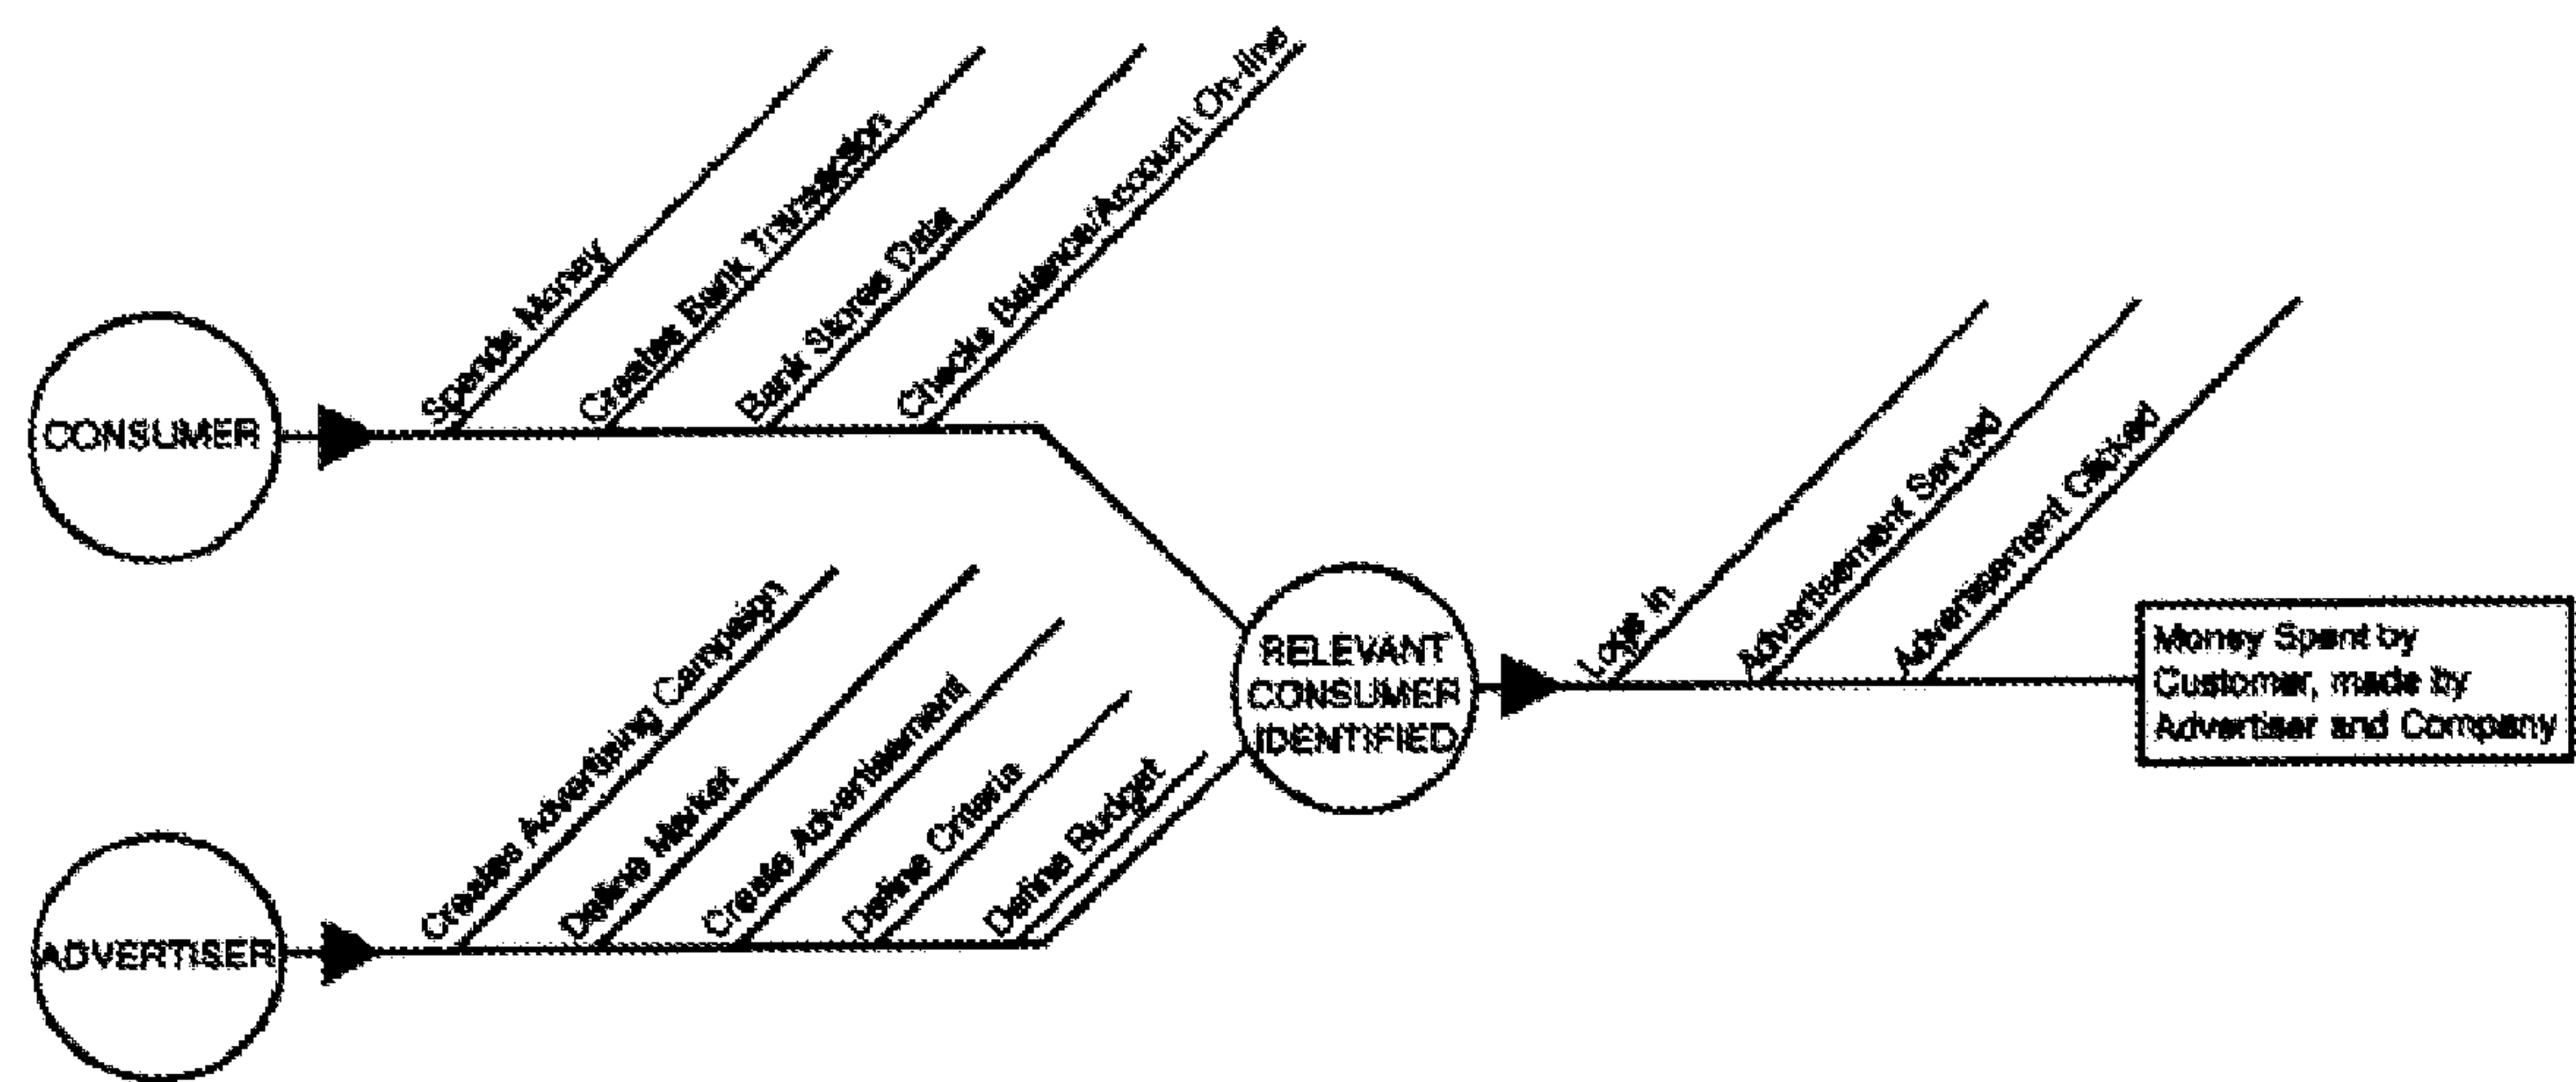 Spends Money
Creates Bank Transaction
Bank Stores Data
Checks Balance/Account On-line
CONSUMER
Creates Advertising Campaign
Define Market
Create Advertisement
Define Criteria
Define Budget
ADVERTISER
RELEVANT
CONSUMER
IDENTIFIED
Logs in
Advertisement Served
Advertisement Clicked
Money Spent by
Customer, made by
Advertiser and Company